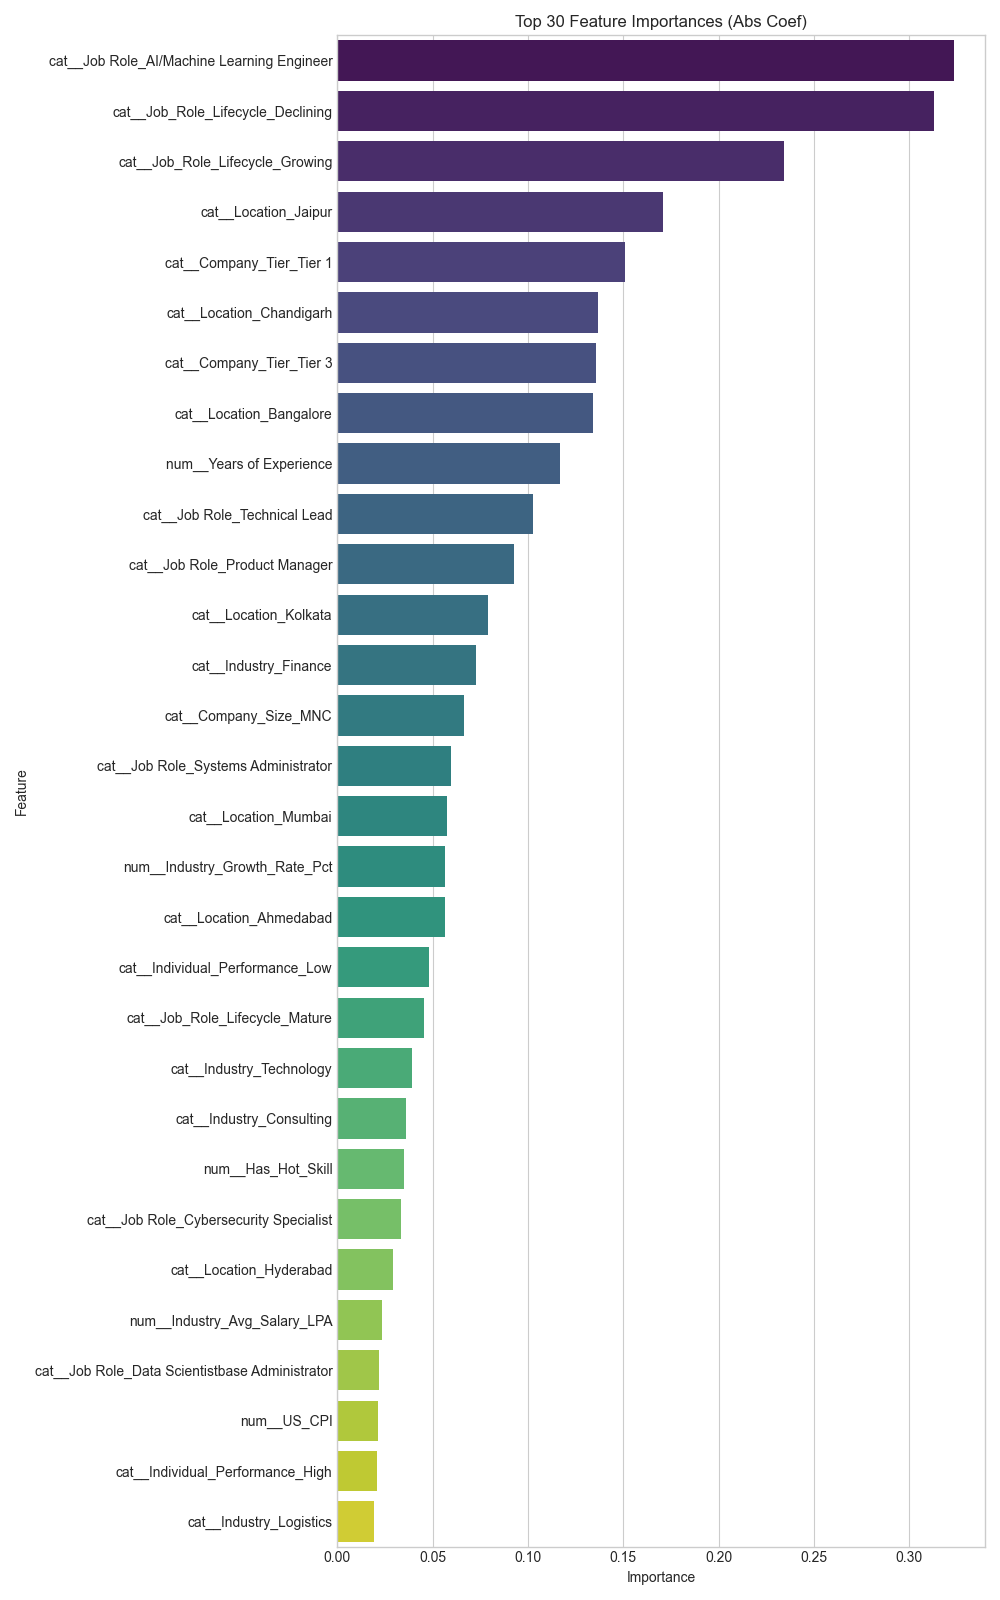 Top 30 Feature Importances (Abs Coef)
cat__Job Role_AI/Machine Learning Engineer
cat__Job_Role_Lifecycle_Declining
cat__Job_Role_Lifecycle_Growing
cat__Location_Jaipur
cat__Company_Tier_Tier 1
cat__Location_Chandigarh
cat__Company_Tier_Tier 3
cat__Location_Bangalore
num__Years of Experience
cat__Job Role_Technical Lead
cat__Job Role_Product Manager
cat__Location_Kolkata
cat__Industry_Finance
cat__Company_Size_MNC
cat__Job Role_Systems Administrator
cat__Location_Mumbai
num__Industry_Growth_Rate_Pct
cat__Location_Ahmedabad
cat__Individual_Performance_Low
cat__Job_Role_Lifecycle_Mature
cat__Industry_Technology
cat__Industry_Consulting
num__Has_Hot_Skill
cat__Job Role_Cybersecurity Specialist
cat__Location_Hyderabad
num__Industry_Avg_Salary_LPA
cat__Job Role_Data Scientistbase Administrator
num__US_CPI
cat__Individual_Performance_High
cat__Industry_Logistics
Feature
0.00 0.05 0.10 0.15 0.20 0.25 0.30
Importance